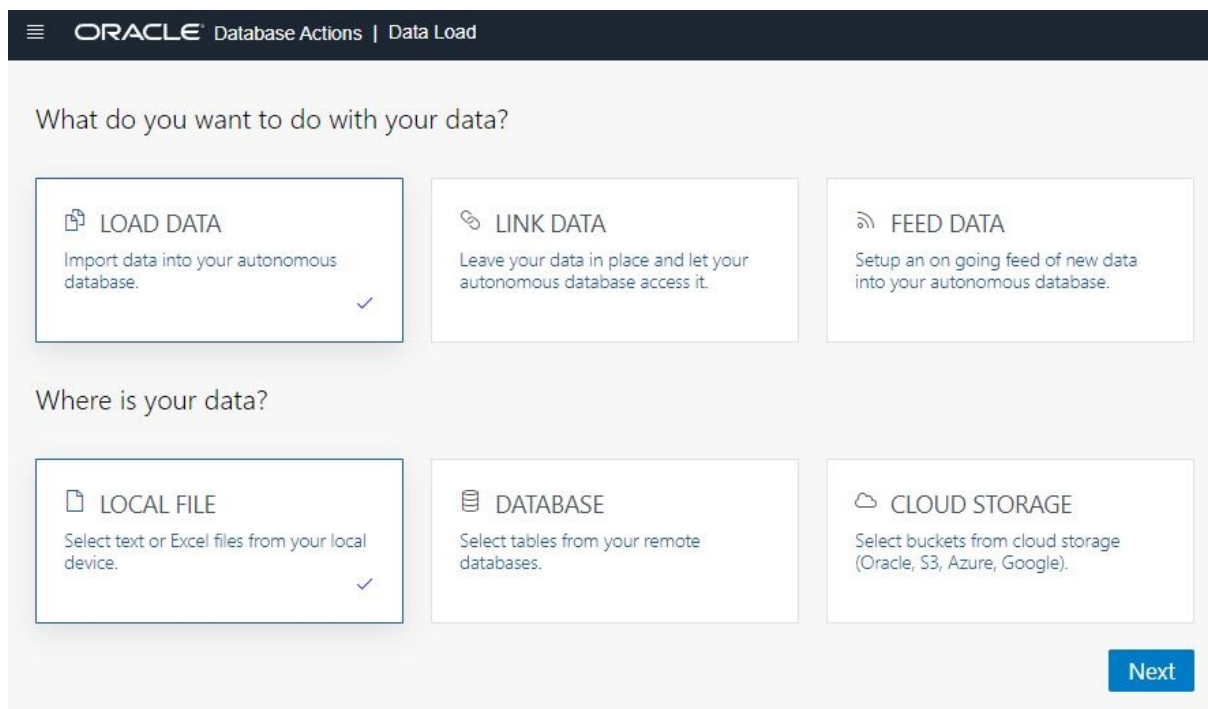 ORACLE Database Actions | Data Load
What do you want to do with your data?
LOAD DATA
Import data into your autonomous
database.
LINK DATA
Leave your data in place and let your
autonomous database access it.
FEED DATA
Setup an on going feed of new data
into your autonomous database.
Where is your data?
LOCAL FILE
Select text or Excel files from your local
device.
DATABASE
Select tables from your remote
databases.
CLOUD STORAGE
Select buckets from cloud storage
(Oracle, S3, Azure, Google).
Next